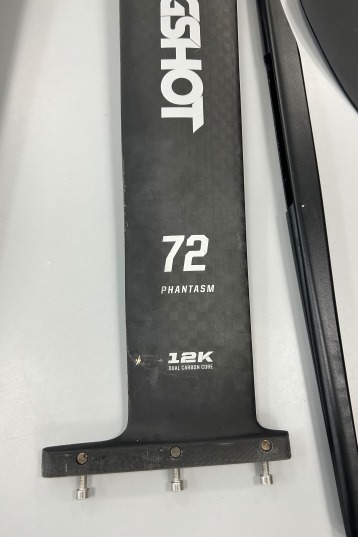 GSHOT
72
PHANTASM
12K
DUAL CARBON CORE